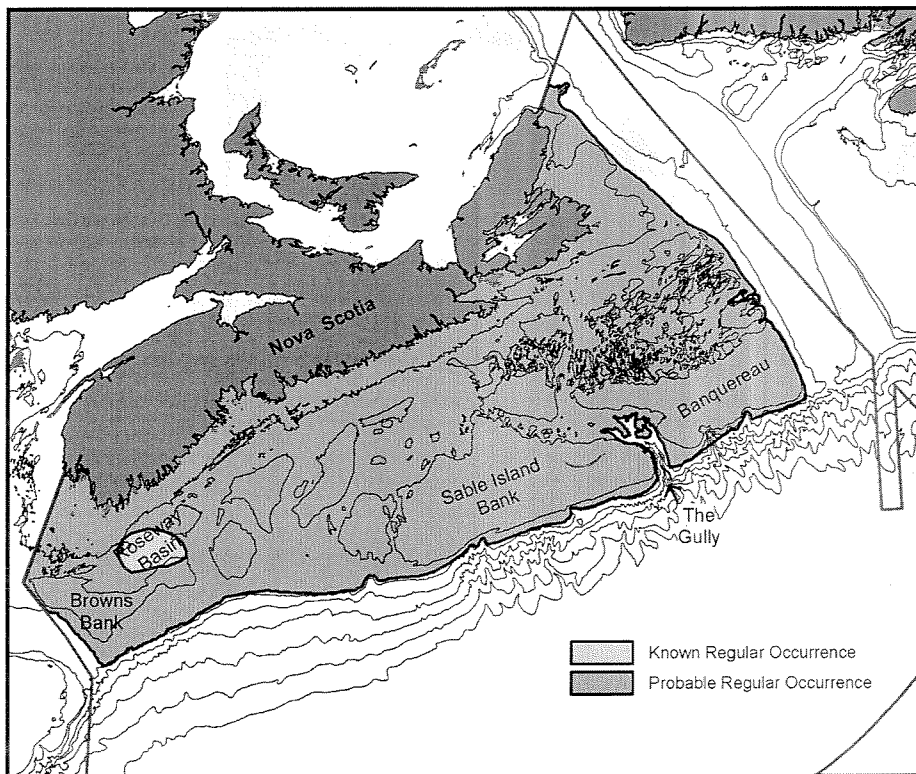 Nova Scotia
Banquereau
Sable Island
Bank
The
Gully
Roseway
Basin
Browns
Bank
Known Regular Occurrence
Probable Regular Occurrence